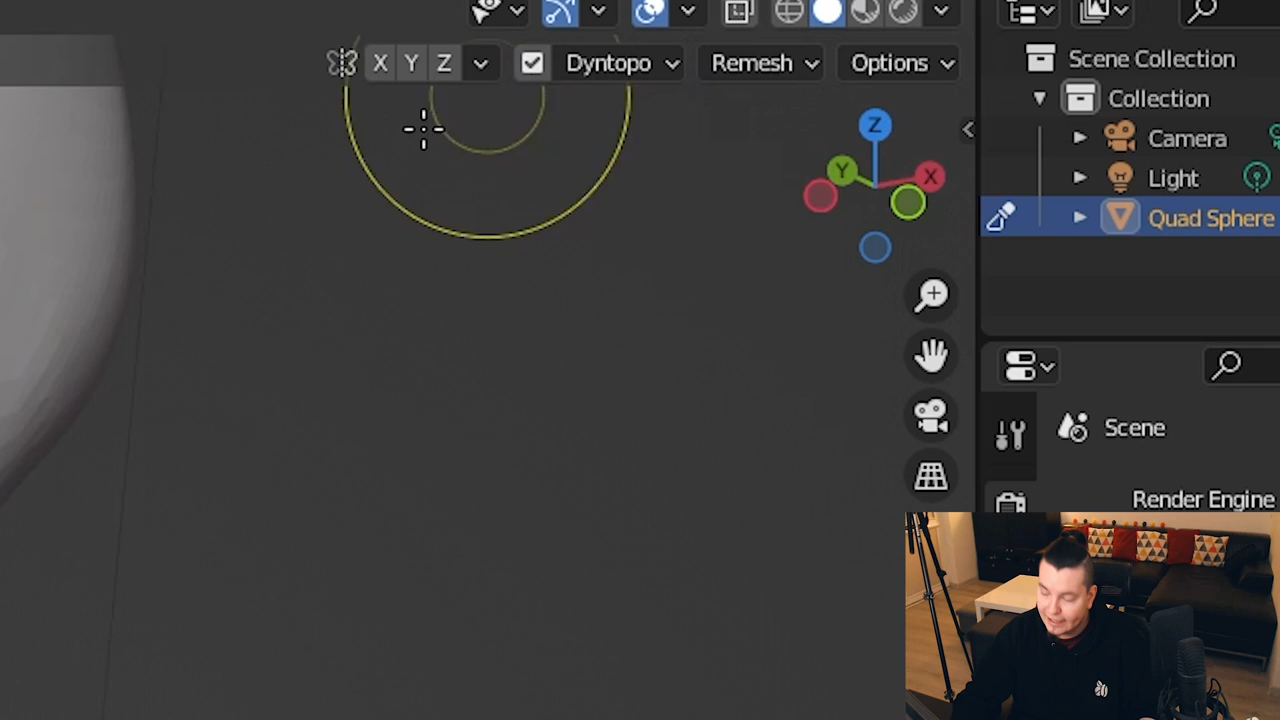 X Y Z Dyntopo Remesh Options
Scene Collection
Collection
Camera
Light
Quad Sphere
Z
Y
X
Scene
Render Engine